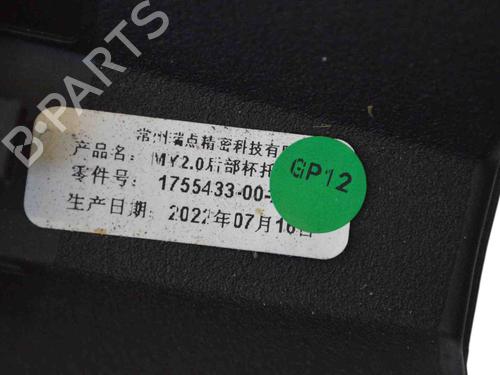 B-PARTS
常州瑞点精密科技有
产品名: MY2.0后部杯托
零件号: 1755433-00-
生产日期: 2022年07月16日
GP12